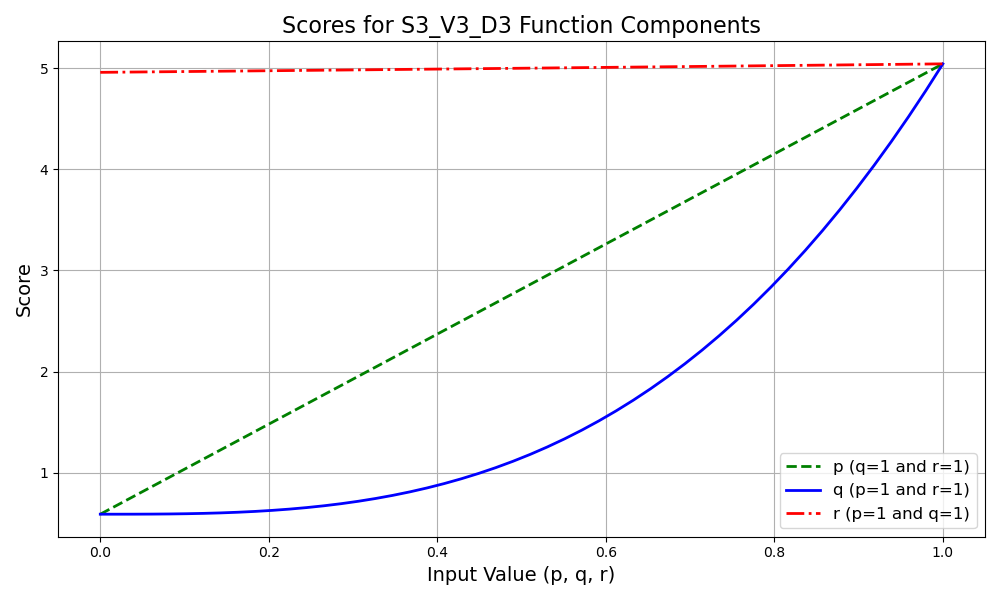 Scores for S3_V3_D3 Function Components
Score
5
4
3
2
1
p (q=1 and r=1)
q (p=1 and r=1)
r (p=1 and q=1)
0.0 0.2 0.4 0.6 0.8 1.0
Input Value (p, q, r)